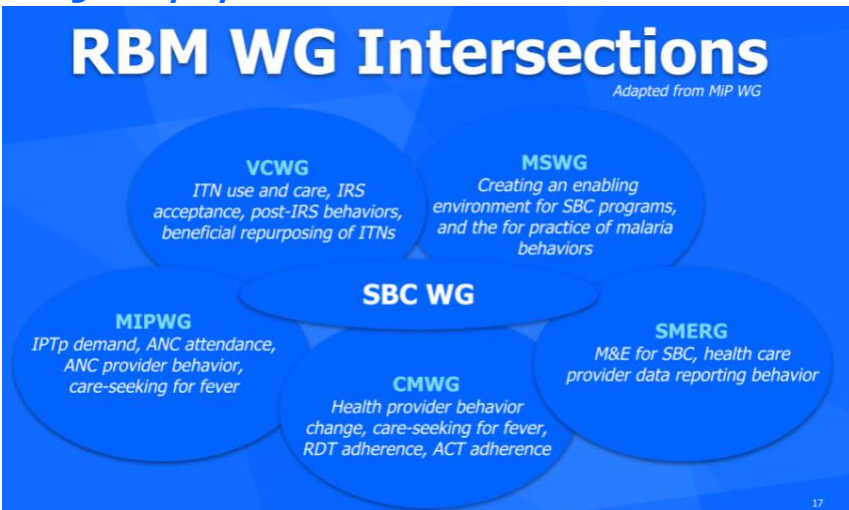 RBM WG Intersections
Adapted from MiP WG
VCWG
ITN use and care, IRS
acceptance, post-IRS behaviors,
beneficial repurposing of ITNs
MSWG
Creating an enabling
environment for SBC programs,
and the for practice of malaria
behaviors
SBC WG
MIPWG
IPTp demand, ANC attendance,
ANC provider behavior,
care-seeking for fever
CMWG
Health provider behavior
change, care-seeking for fever,
RDT adherence, ACT adherence
SMERG
M&E for SBC, health care
provider data reporting behavior
17